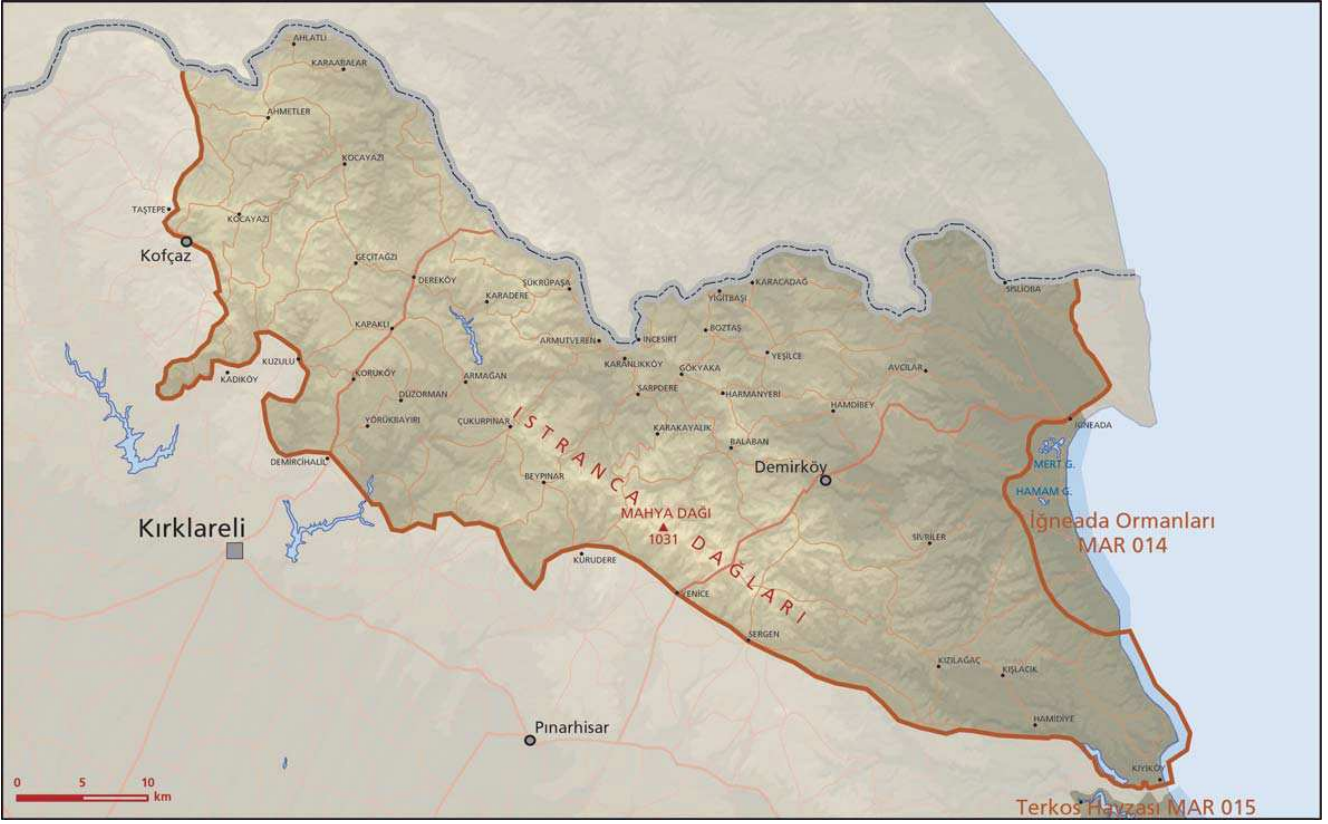 AHLATLI
KARAABALAR
AHMETLER
KOCAYAZI
TAŞTEPE
KOCAYAZI
Kofçaz
GEÇİTAĞZI
DEREKÖY
ŞÜKRÜPAŞA
KARADERE
KARACADAĞ
YİĞİTBAŞI
SİSLİOBA
KAPAKLI
BOZTAŞ
ARMUTVEREN
İNCESIRT
KUZULU
KARANLIKKÖY
YEŞİLCE
KADIKÖY
KORUKÖY
ARMAĞAN
GÖKYAKA
AVCILAR
DÜZORMAN
SARPDERE
HARMANYERİ
HAMDİBEY
YÖRÜKBAYIRI
ÇUKURPINAR
ISTRANCA DAĞLARI
KARAKAYALIK
İĞNEADA
BALABAN
DEMİRCİHALİL
Demirköy
MERT G.
BEYPINAR
HAMAM G.
Kırklareli
MAHYA DAĞI
1031
İğneada Ormanları
MAR 014
SİVRİLER
KURUDERE
YENİCE
SERGEN
KIZILAĞAÇ
KIŞLACIK
Pınarhisar
HAMİDİYE
KIYIKÖY
0 5 10
km
Terkos Havzası MAR 015